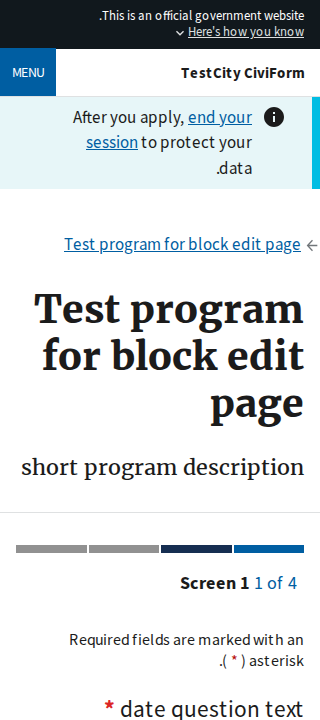 This is an official government website.
Here's how you know
MENU
TestCity CiviForm
After you apply, end your
session to protect your
data.
← Test program for block edit page
Test program
for block edit
page
short program description
Screen 1 1 of 4
Required fields are marked with an
asterisk ( * ).
date question text *